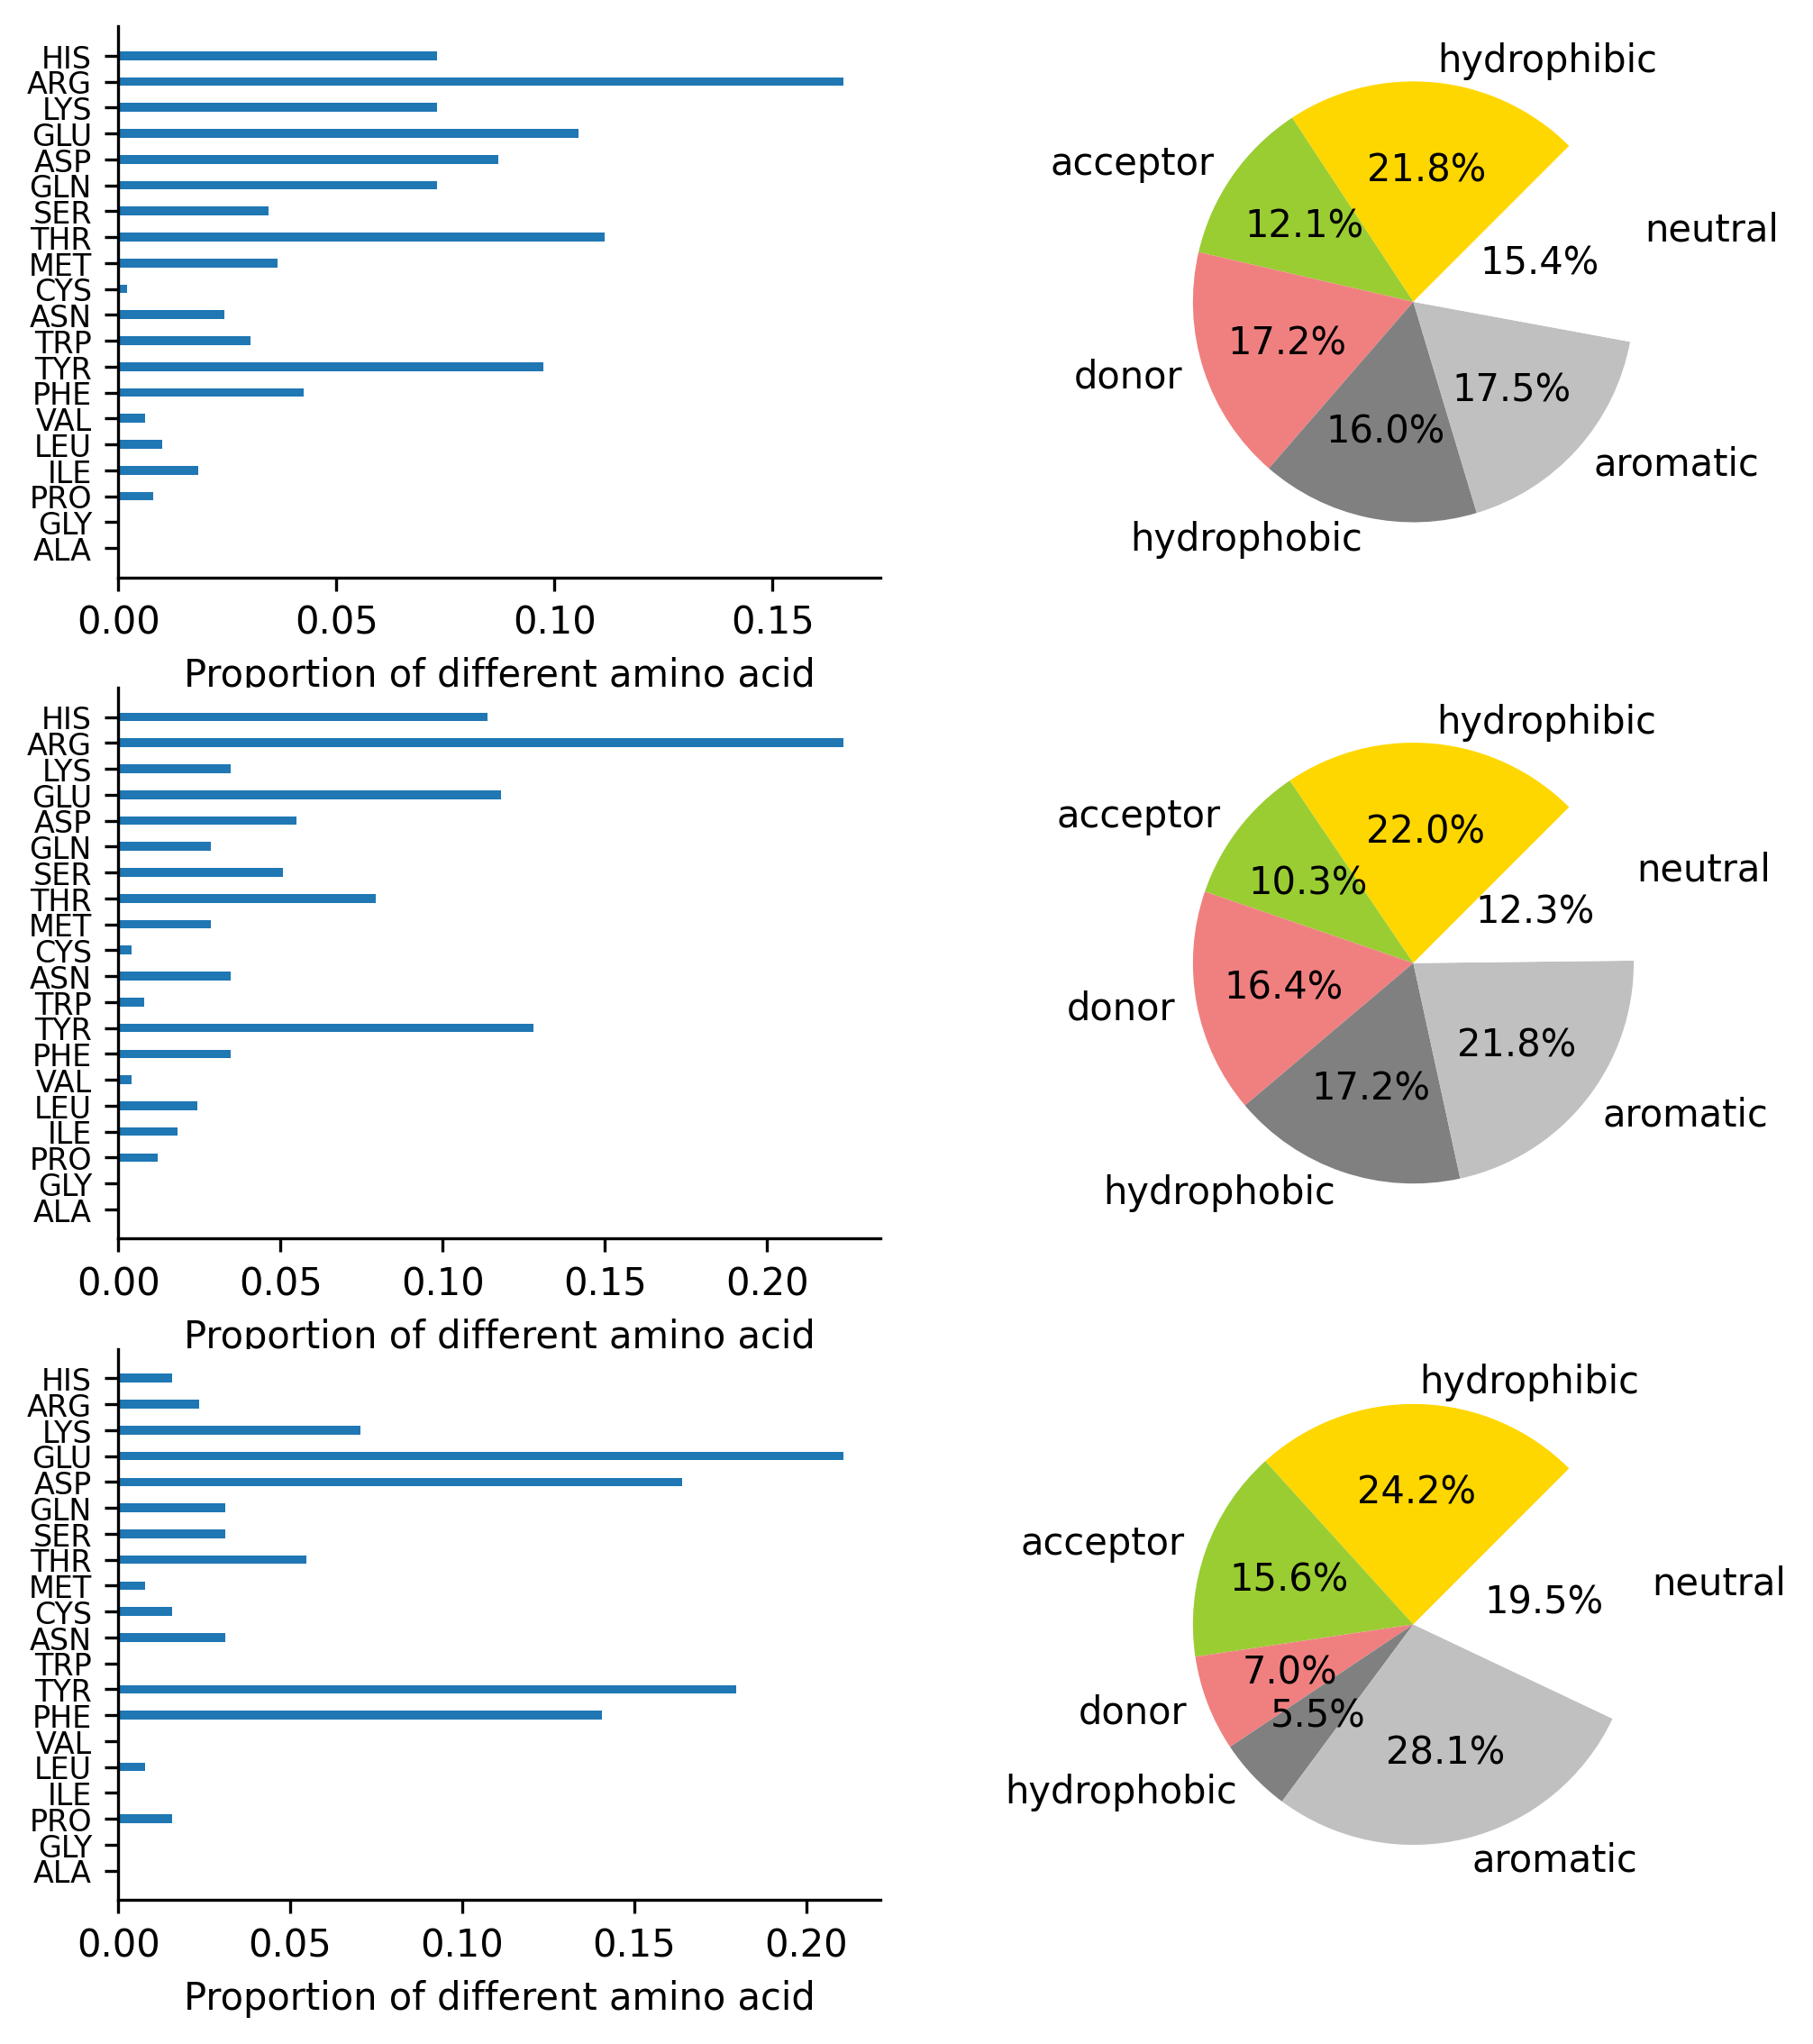 HIS
ARG
LYS
GLU
ASP
GLN
SER
THR
MET
CYS
ASN
TRP
TYR
PHE
VAL
LEU
ILE
PRO
GLY
ALA
0.00 0.05 0.10 0.15
Proportion of different amino acid
hydrophibic
21.8%
acceptor
12.1%
donor
17.2%
hydrophobic
16.0%
aromatic
17.5%
neutral
15.4%
HIS
ARG
LYS
GLU
ASP
GLN
SER
THR
MET
CYS
ASN
TRP
TYR
PHE
VAL
LEU
ILE
PRO
GLY
ALA
0.00 0.05 0.10 0.15 0.20
Proportion of different amino acid
hydrophibic
22.0%
acceptor
10.3%
donor
16.4%
hydrophobic
17.2%
aromatic
21.8%
neutral
12.3%
HIS
ARG
LYS
GLU
ASP
GLN
SER
THR
MET
CYS
ASN
TRP
TYR
PHE
VAL
LEU
ILE
PRO
GLY
ALA
0.00 0.05 0.10 0.15 0.20
Proportion of different amino acid
hydrophibic
24.2%
acceptor
15.6%
donor
7.0%
hydrophobic
5.5%
aromatic
28.1%
neutral
19.5%